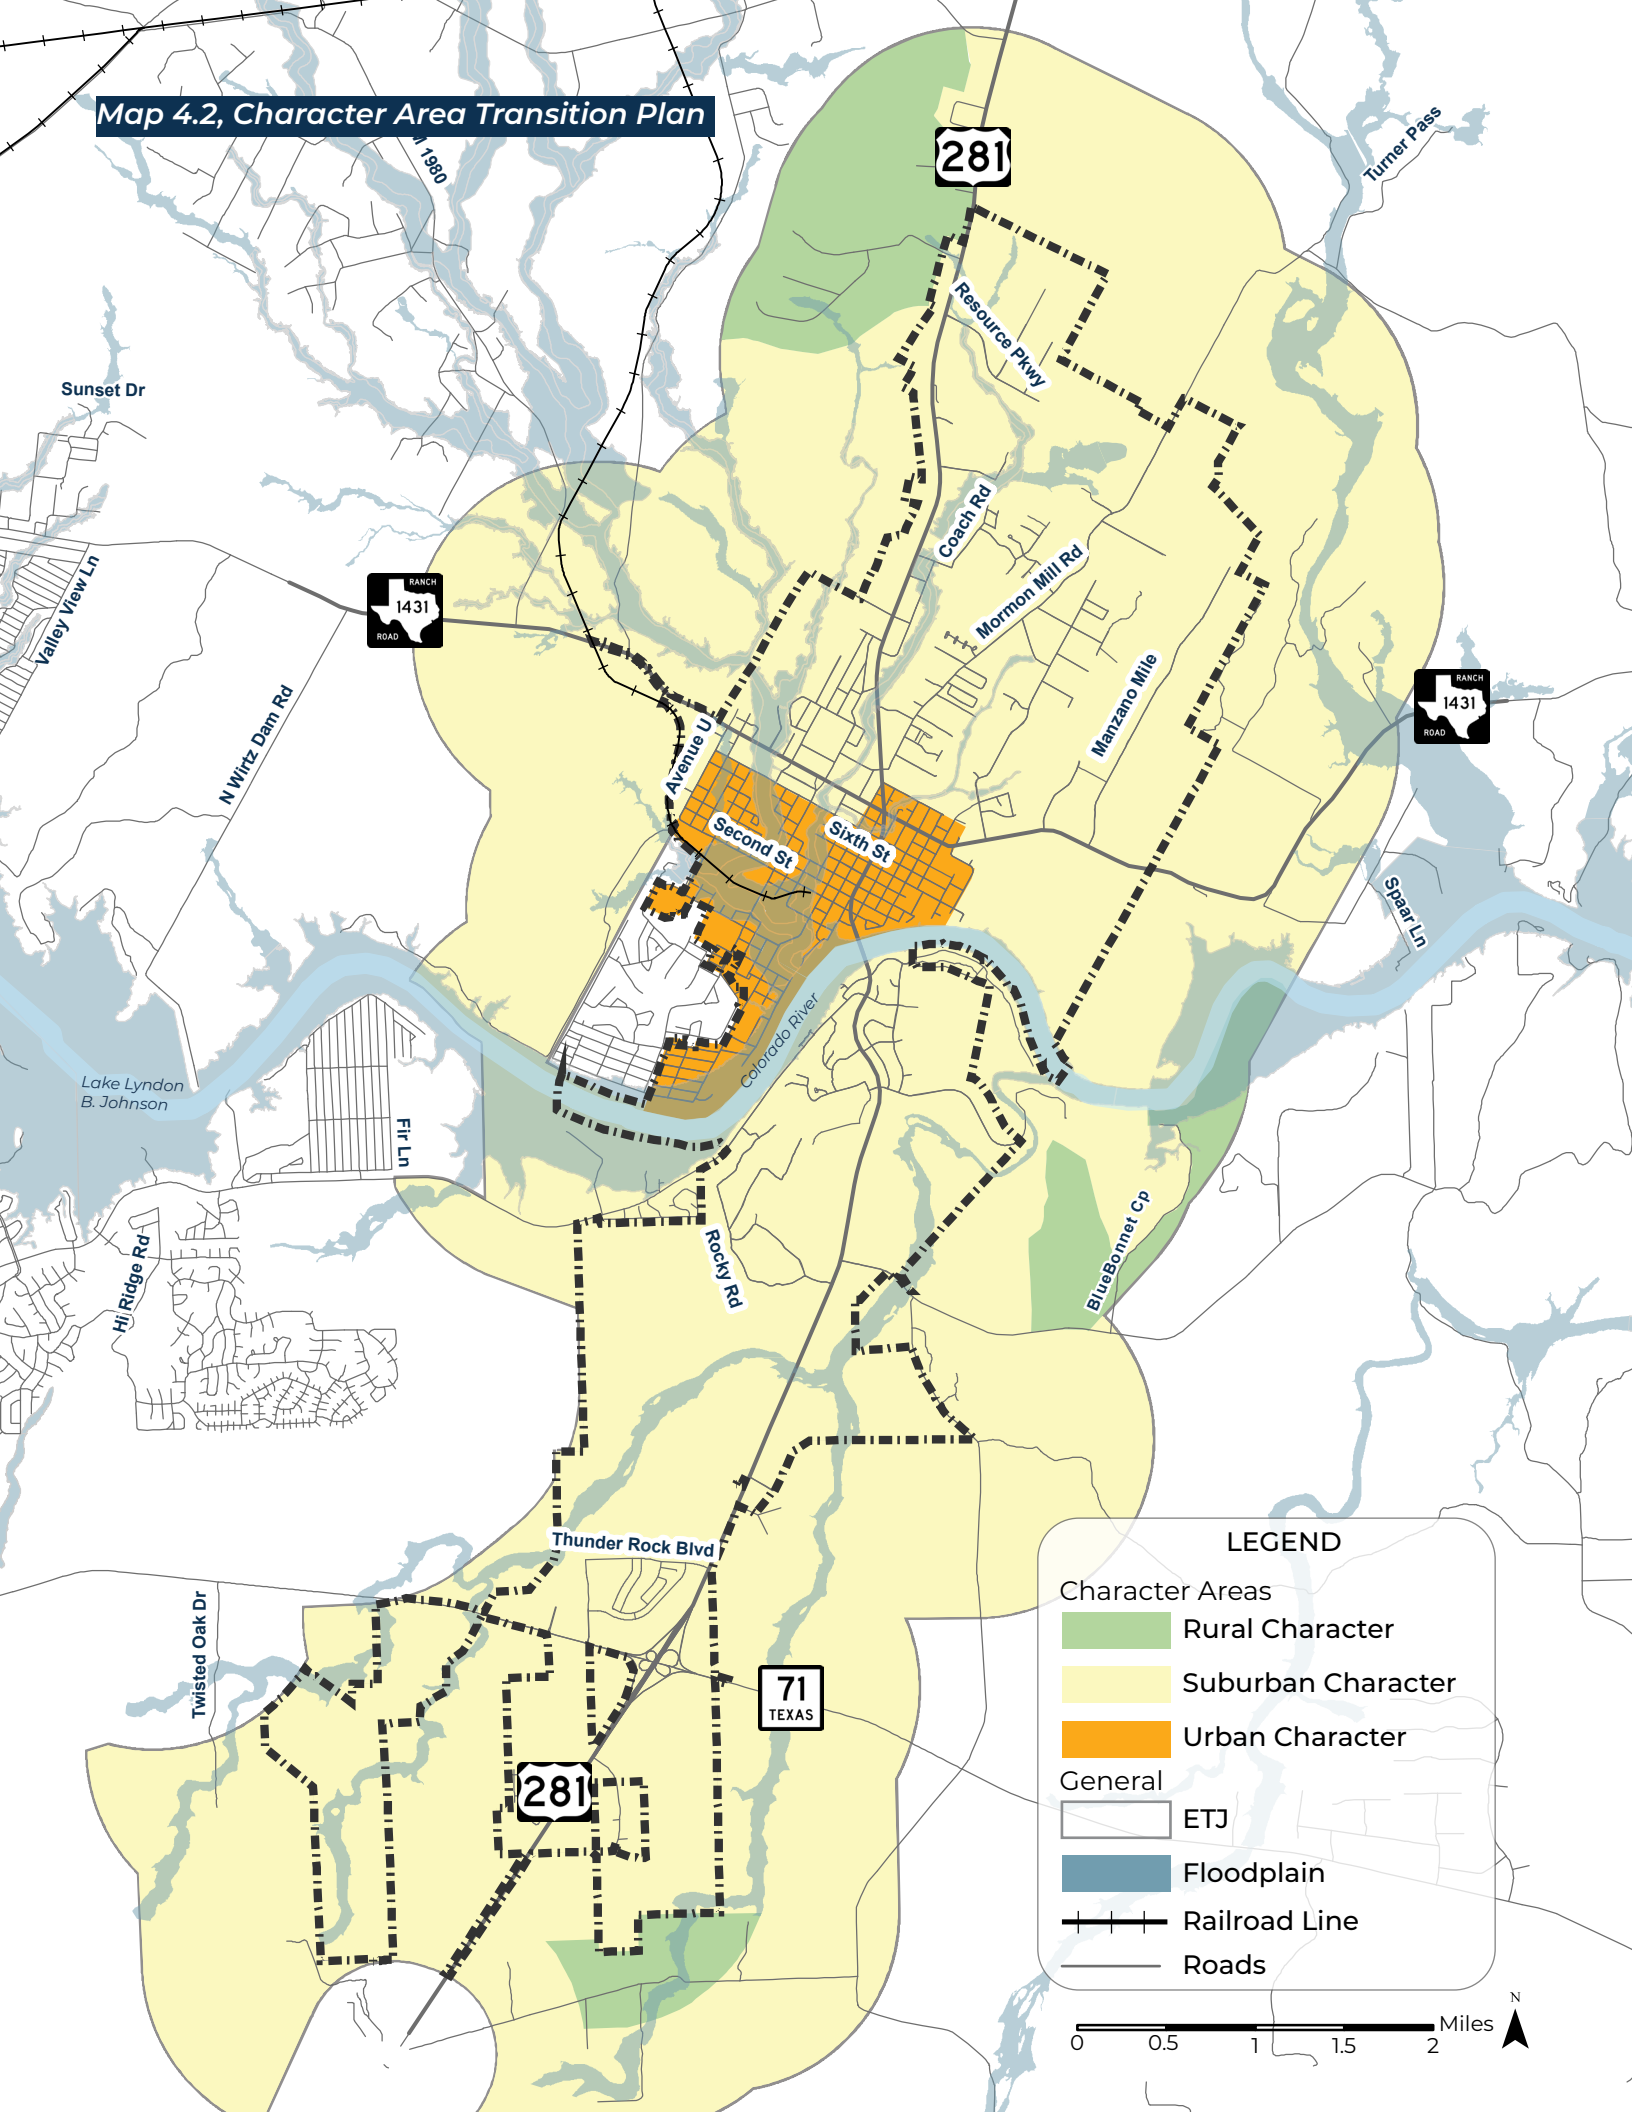 Map 4.2, Character Area Transition Plan
M 1980
281
Turner Pass
Resource Pkwy
Sunset Dr
Coach Rd
Mormon Mill Rd
Valley View Ln
RANCH
1431
ROAD
N Wirtz Dam Rd
Manzano Mile
RANCH
1431
ROAD
Avenue U
Second St
Sixth St
Spaar Ln
Colorado River
Lake Lyndon
B. Johnson
Fir Ln
Hi Ridge Rd
Rocky Rd
BlueBonnet Cp
Thunder Rock Blvd
Twisted Oak Dr
71
TEXAS
281
LEGEND
Character Areas
Rural Character
Suburban Character
Urban Character
General
ETJ
Floodplain
Railroad Line
Roads
N
Miles
0 0.5 1 1.5 2